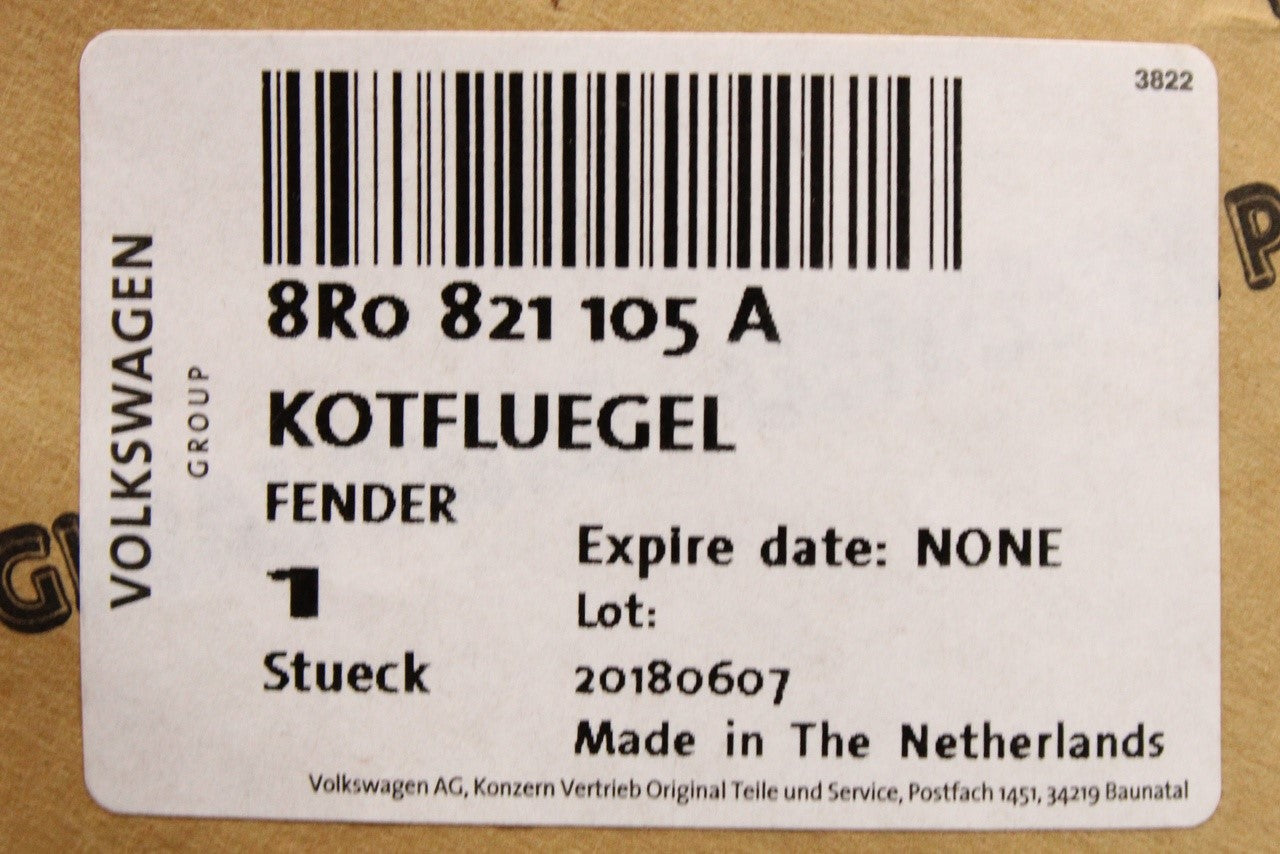 3822
VOLKSWAGEN
GROUP
8R0 821 105 A
KOTFLUEGEL
FENDER
1
Stueck
Expire date: NONE
Lot:
20180607
Made in The Netherlands
Volkswagen AG, Konzern Vertrieb Original Teile und Service, Postfach 1451, 34219 Baunatal